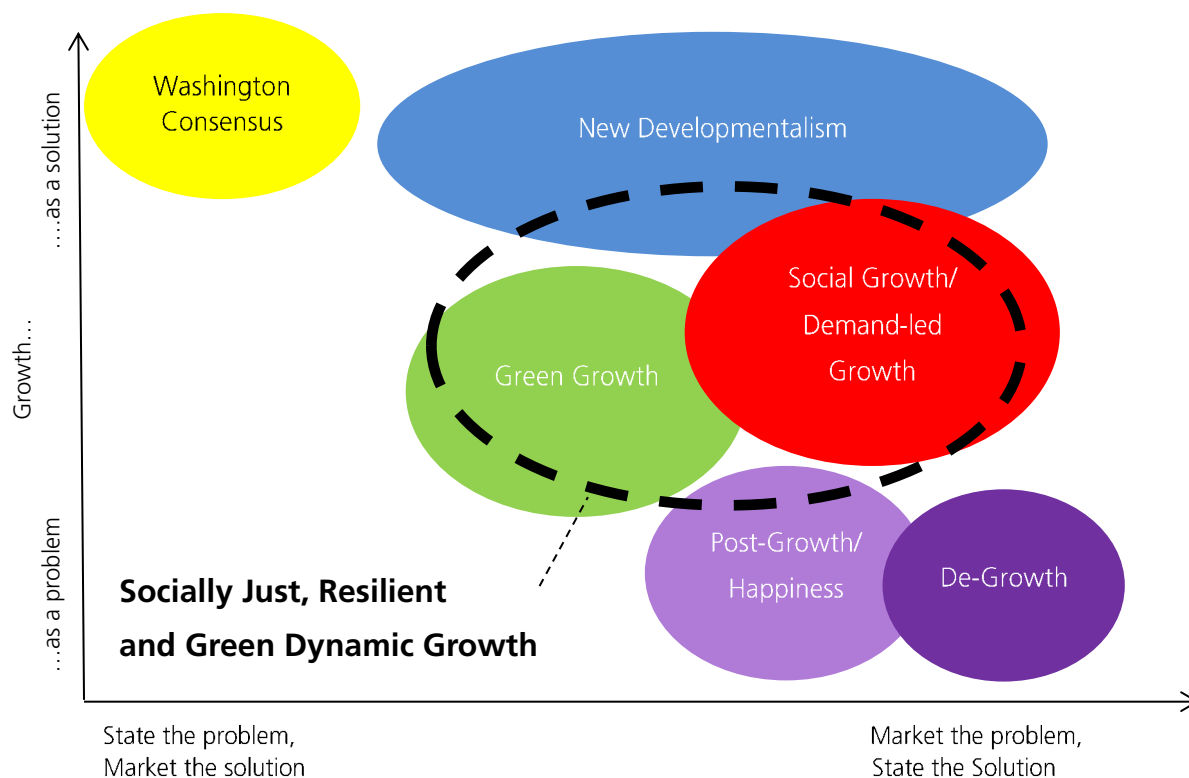 Washington
Consensus
New Developmentalism
…..as a solution
Social Growth/
Demand-led
Growth
Green Growth
Growth…
Post-Growth/
Happiness
De-Growth
…as a problem
Socially Just, Resilient
and Green Dynamic Growth
State the problem,
Market the solution
Market the problem,
State the Solution